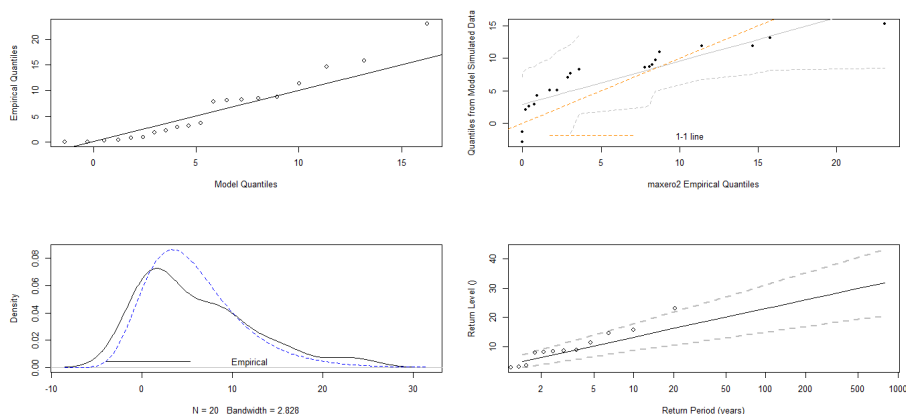 Empirical Quantiles
0 5 10 15 20
0 5 10 15
Model Quantiles
Quantiles from Model Simulated Data
0 5 10 15
1-1 line
0 5 10 15 20
maxero2 Empirical Quantiles
Density
0.00 0.02 0.04 0.06 0.08
Empirical
-10 0 10 20 30
N = 20 Bandwidth = 2.828
Return Level ()
10 20 30 40
2 5 10 20 50 100 200 500 1000
Return Period (years)